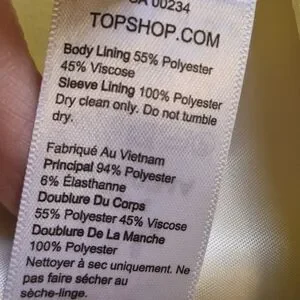 CA 00234
TOPSHOP.COM
Body Lining 55% Polyester
45% Viscose
Sleeve Lining 100% Polyester
Dry clean only. Do not tumble
dry.
Fabriqué Au Vietnam
Principal 94% Polyester
6% Élasthanne
Doublure Du Corps
55% Polyester 45% Viscose
Doublure De La Manche
100% Polyester
Nettoyer à sec uniquement. Ne
pas faire sécher au
sèche-linge.